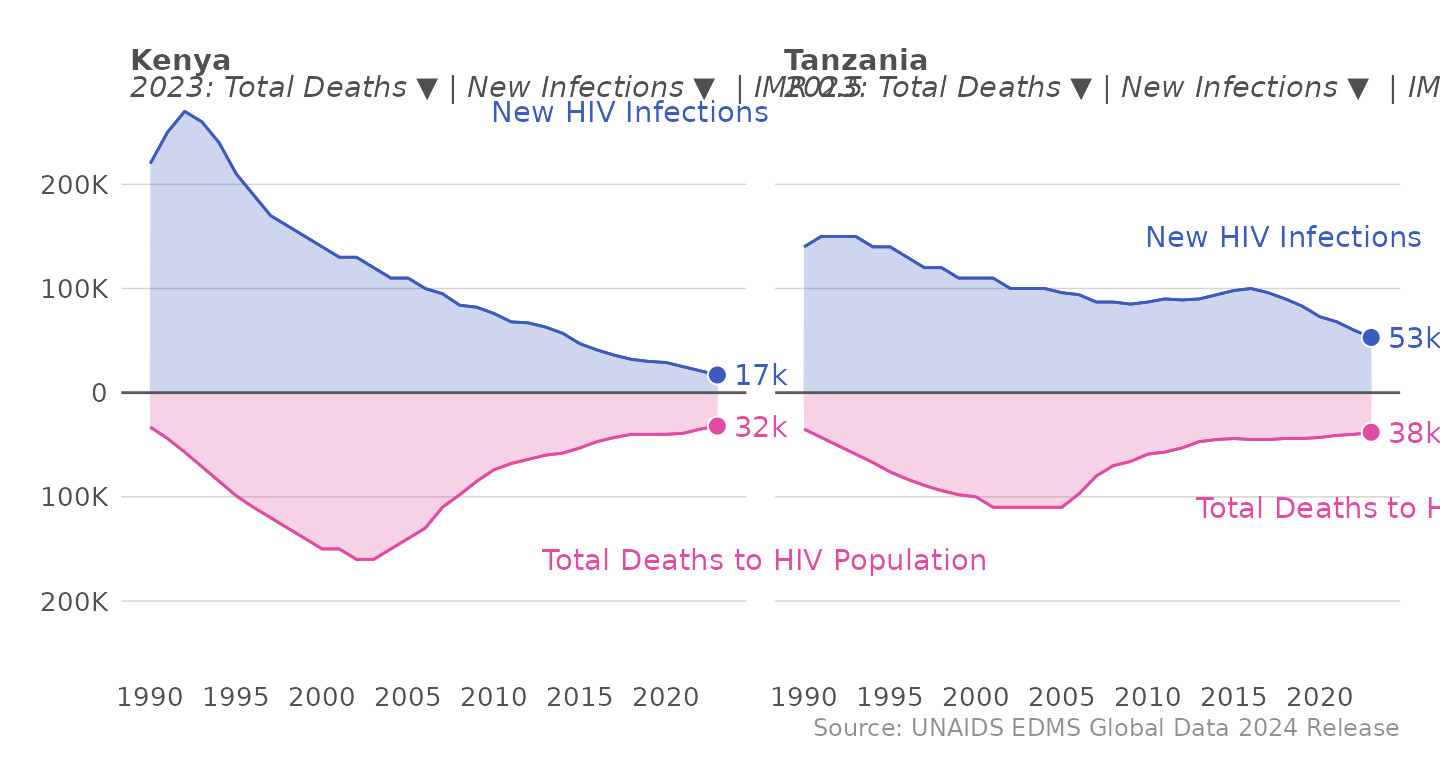 Kenya
2023: Total Deaths ▼ | New Infections ▼ | IMR 0.5
New HIV Infections
200K
100K
0
100K
200K
17k
32k
Total Deaths to HIV Population
1990 1995 2000 2005 2010 2015 2020
Tanzania
2023: Total Deaths ▼ | New Infections ▼ | IM
New HIV Infections
53k
38k
Total Deaths to H
1990 1995 2000 2005 2010 2015 2020
Source: UNAIDS EDMS Global Data 2024 Release